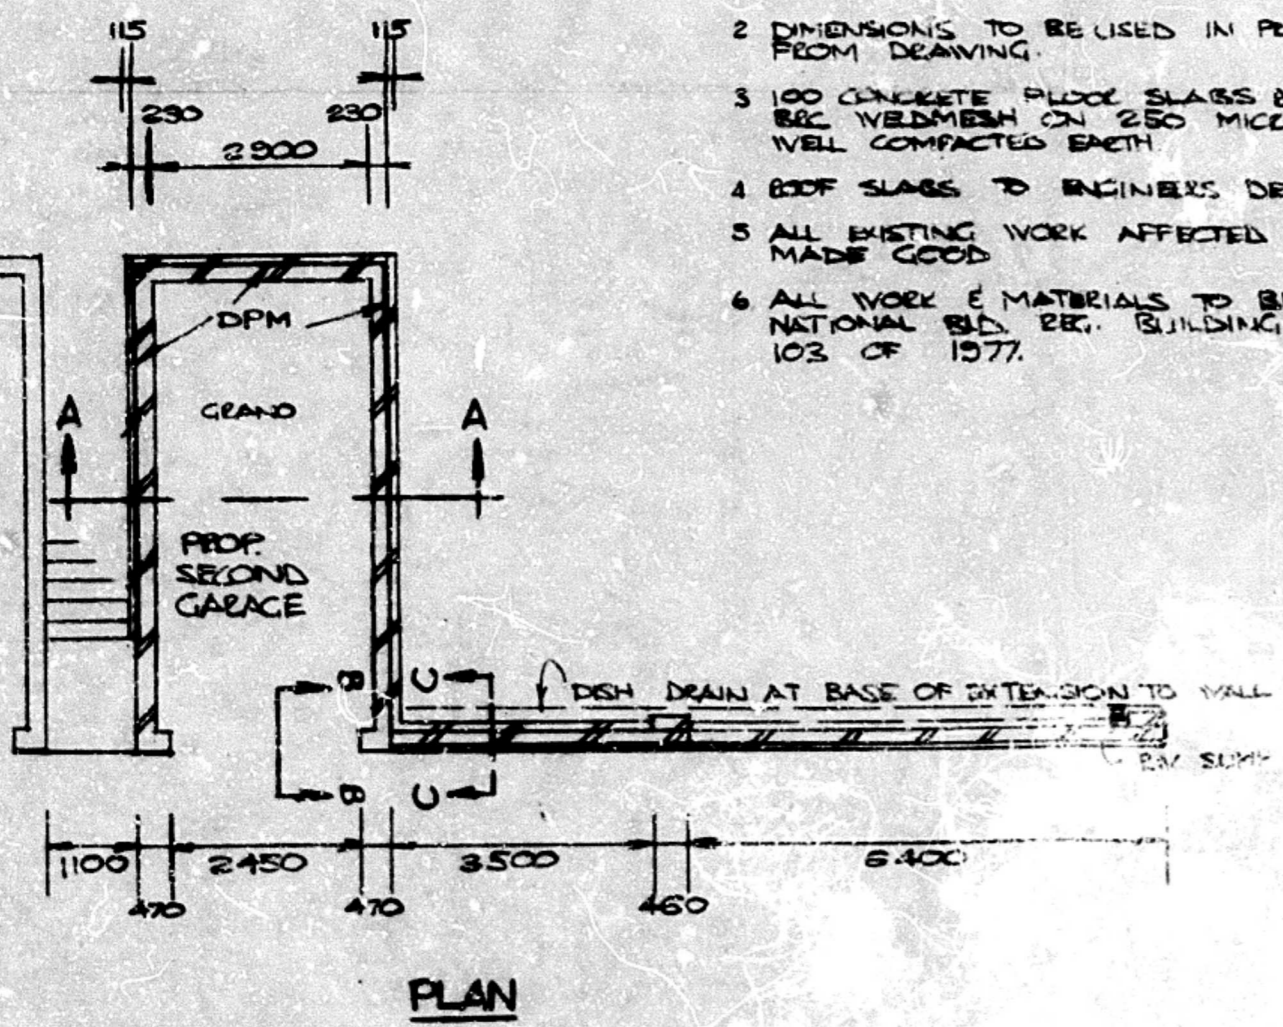 115
115
230
230
2900
2 DIMENSIONS TO BE USED IN
FROM DRAWING.
3 100 CONCRETE FLOOR SLABS
BRC WELDMESH ON 250
WELL COMPACTED EARTH
4 ROOF SLABS TO ENGINEERS
5 ALL EXISTING WORK AFFECTED
MADE GOOD
6 ALL WORK & MATERIALS TO
NATIONAL BLD. REG. BUILDING
103 OF 1977.
DPM
GRANO
A
A
PROP.
SECOND
GARAGE
B
C
DISH DRAIN AT BASE OF EXTENSION TO WALL
B
C
1100
2450
3500
6400
470
470
460
PLAN